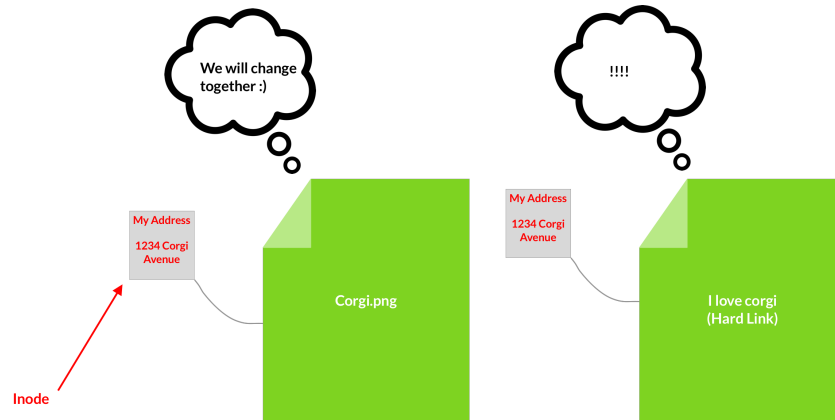 We will change
together :)
!!!!
My Address
1234 Corgi
Avenue
My Address
1234 Corgi
Avenue
Corgi.png
I love corgi
(Hard Link)
Inode